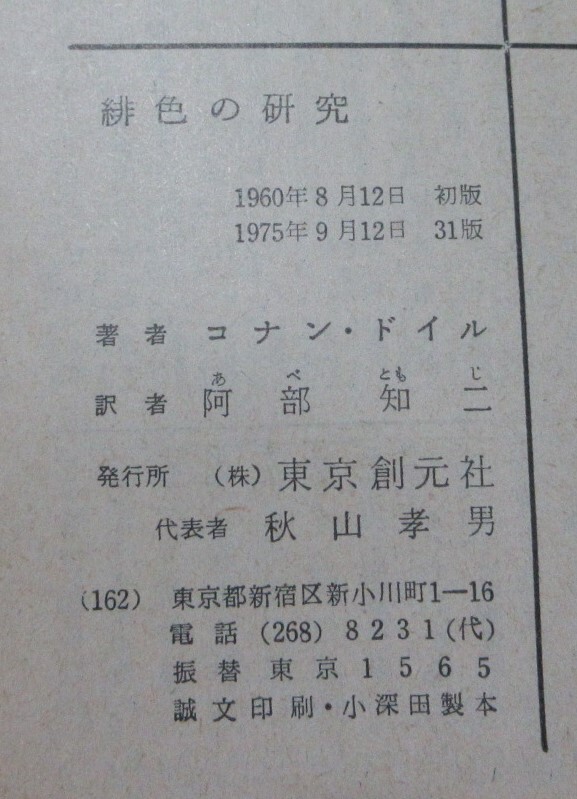 緋色の研究
1960年8月12日 初版
1975年9月12日 31版
著者 コナン・ドイル
あべともじ
訳者 阿部知二
発行所 (株) 東京創元社
代表者 秋山孝男
(162) 東京都新宿区新小川町1—16
電話 (268) 8231(代)
振替東京1565
誠文印刷・小深田製本